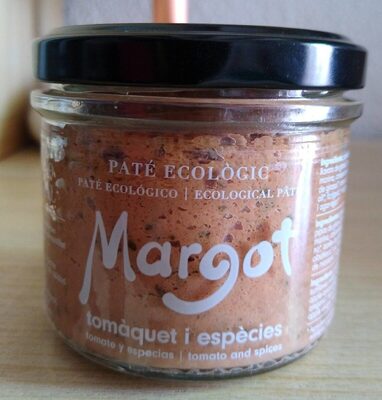 PATÉ ECOLÒGIC
PATÉ ECOLÓGICO | ECOLOGICAL PATÉ
Margot
tomàquet i espècies
tomate y especias | tomato and spices